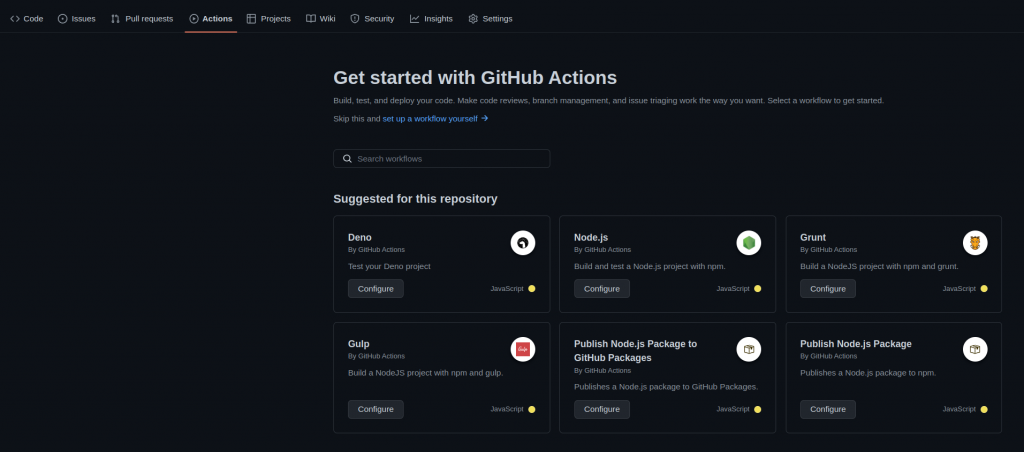 Code Issues Pull requests Actions Projects Wiki Security Insights Settings
Get started with GitHub Actions
Build, test, and deploy your code. Make code reviews, branch management, and issue triaging work the way you want. Select a workflow to get started.
Skip this and set up a workflow yourself →
Search workflows
Suggested for this repository
Deno
By GitHub Actions
Test your Deno project
Configure JavaScript
Node.js
By GitHub Actions
Build and test a Node.js project with npm.
Configure JavaScript
Grunt
By GitHub Actions
Build a NodeJS project with npm and grunt.
Configure JavaScript
Gulp
By GitHub Actions
Build a NodeJS project with npm and gulp.
Configure JavaScript
Publish Node.js Package to
GitHub Packages
By GitHub Actions
Publishes a Node.js package to GitHub Packages.
Configure JavaScript
Publish Node.js Package
By GitHub Actions
Publishes a Node.js package to npm.
Configure JavaScript